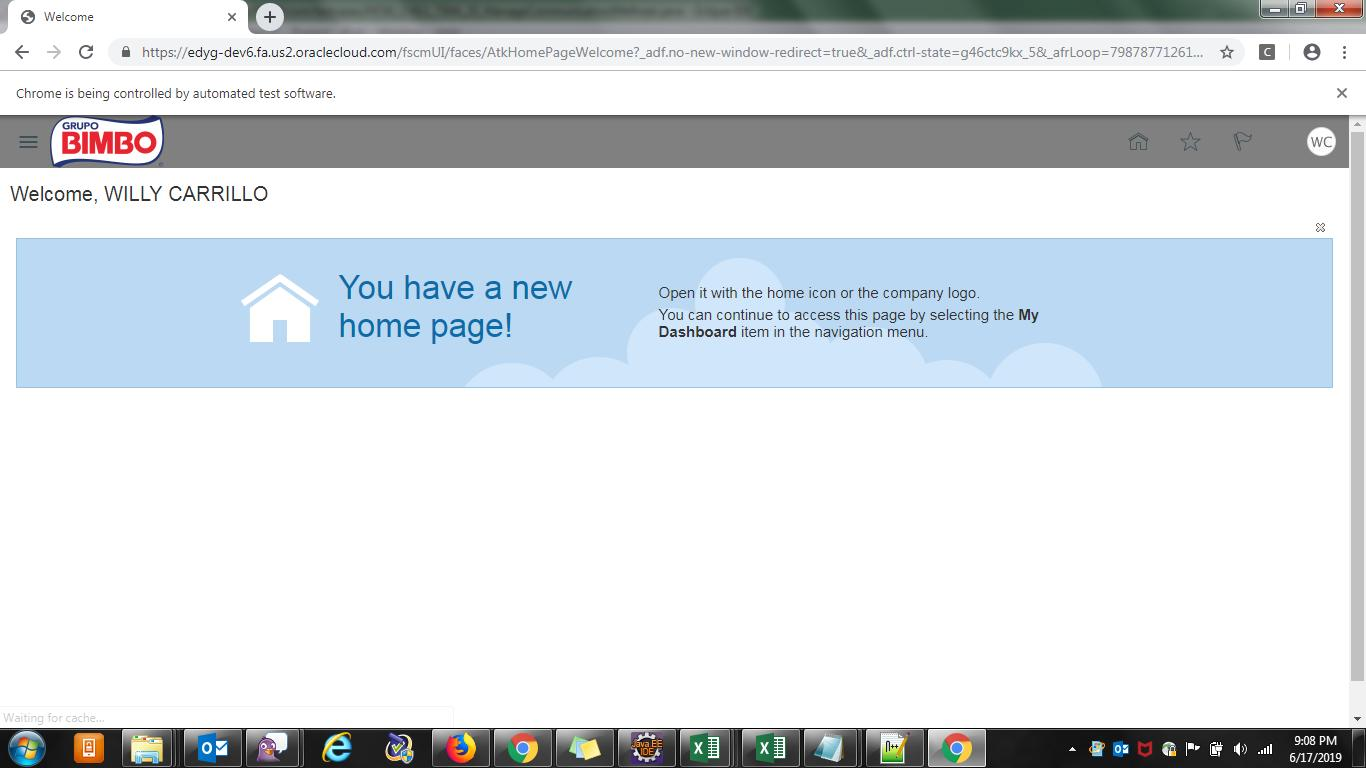 Welcome
https://edyg-dev6.fa.us2.oraclecloud.com/fscmUI/faces/AtkHomePageWelcome?_adf.no-new-window-redirect=true&_adf.ctrl-state=g46ctc9kx_5&_afrLoop=79878771261...
C
Chrome is being controlled by automated test software.
GRUPO
BIMBO
WC
Welcome, WILLY CARRILLO
You have a new
home page!
Open it with the home icon or the company logo.
You can continue to access this page by selecting the My
Dashboard item in the navigation menu.
Waiting for cache...
Java EE
IDE
9:08 PM
6/17/2019